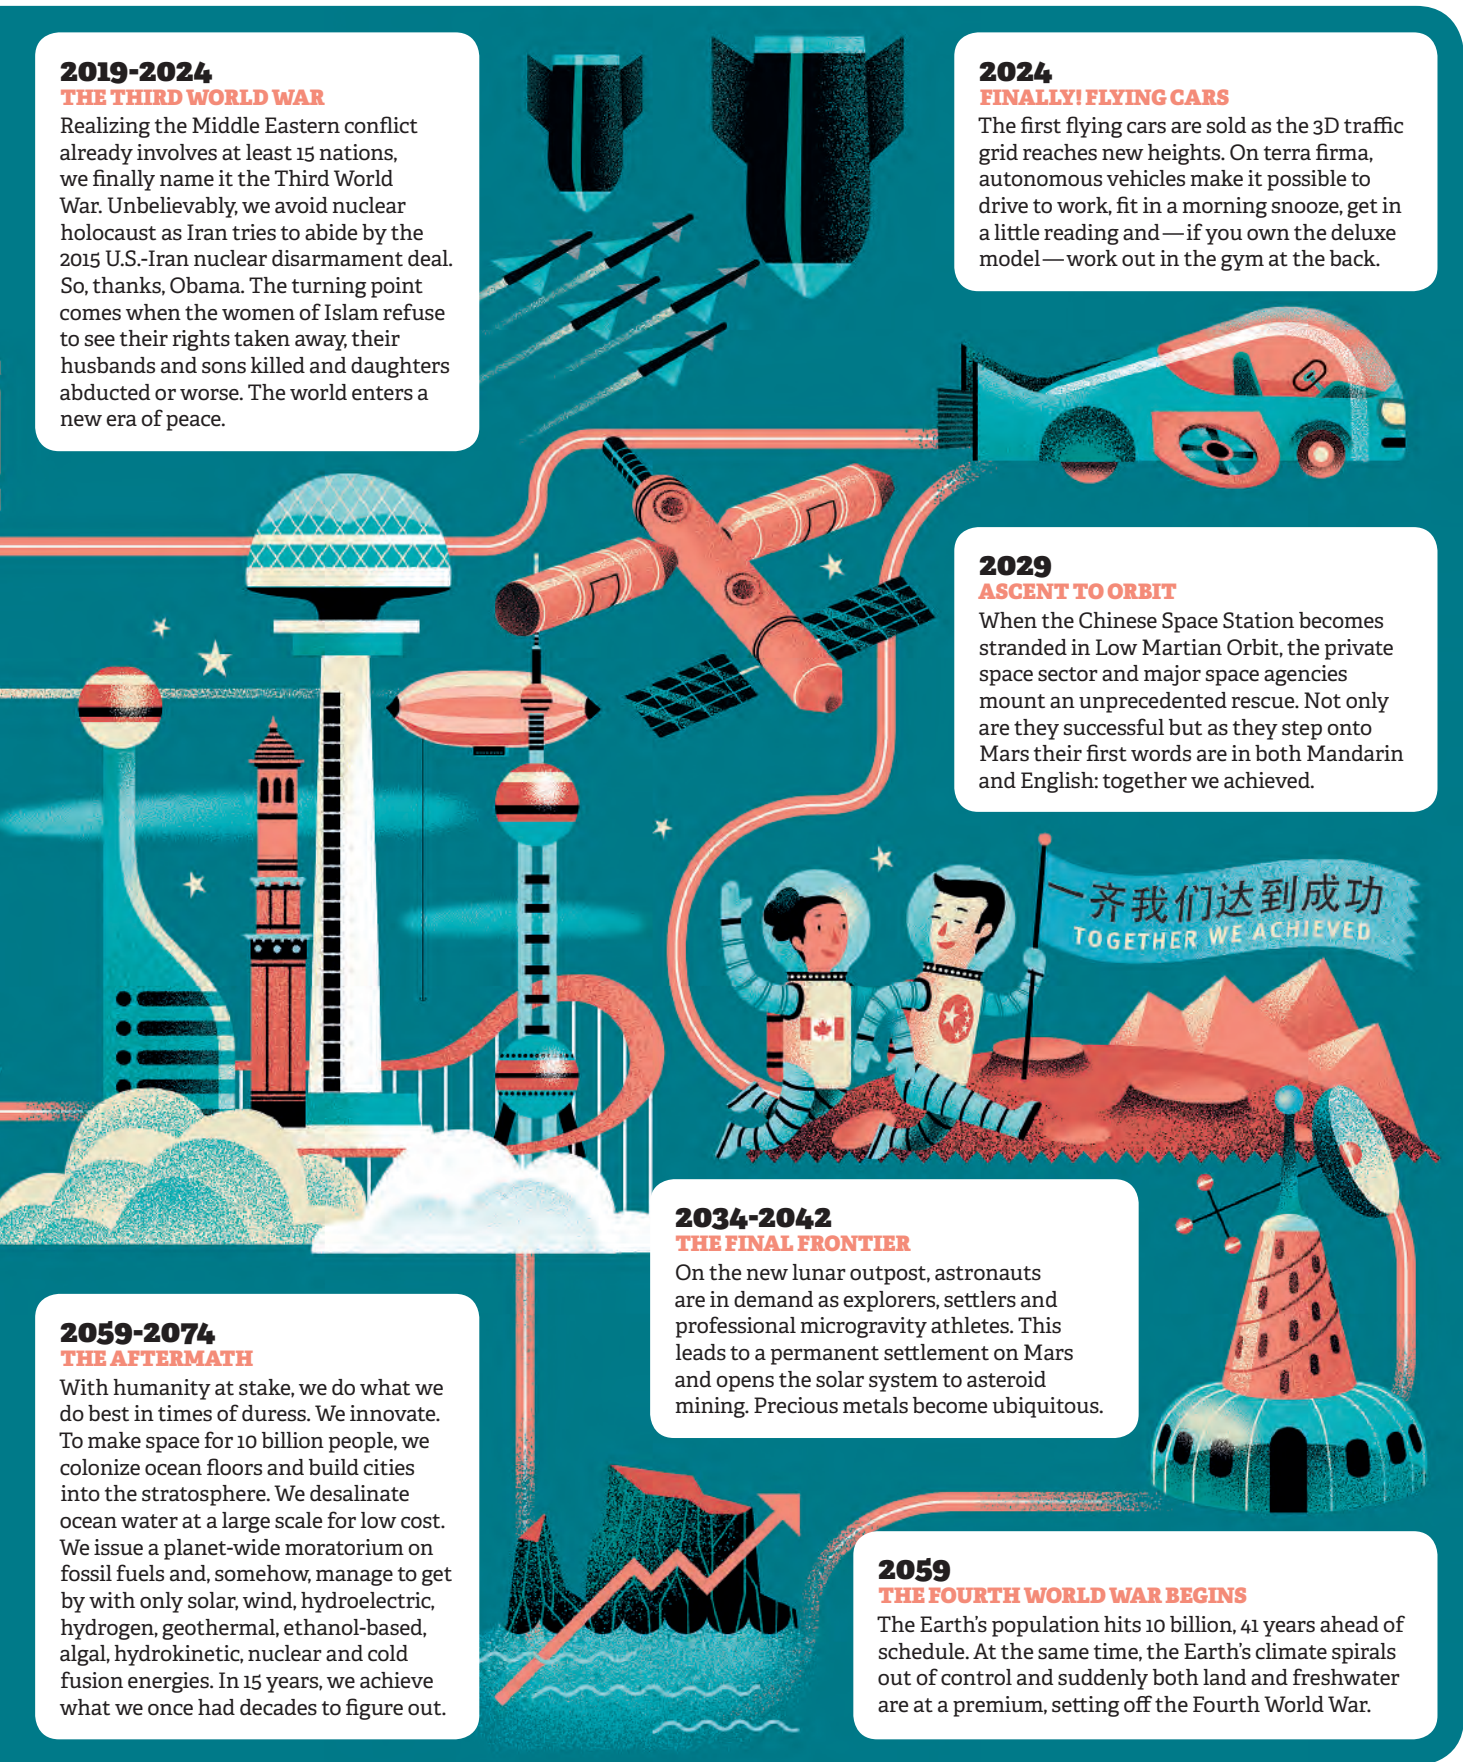 2019-2024
THE THIRD WORLD WAR
Realizing the Middle Eastern conflict
already involves at least 15 nations,
we finally name it the Third World
War. Unbelievably, we avoid nuclear
holocaust as Iran tries to abide by the
2015 U.S.-Iran nuclear disarmament deal.
So, thanks, Obama. The turning point
comes when the women of Islam refuse
to see their rights taken away, their
husbands and sons killed and daughters
abducted or worse. The world enters a
new era of peace.
2024
FINALLY! FLYING CARS
The first flying cars are sold as the 3D traffic
grid reaches new heights. On terra firma,
autonomous vehicles make it possible to
drive to work, fit in a morning snooze, get in
a little reading and—if you own the deluxe
model—work out in the gym at the back.
2029
ASCENT TO ORBIT
When the Chinese Space Station becomes
stranded in Low Martian Orbit, the private
space sector and major space agencies
mount an unprecedented rescue. Not only
are they successful but as they step onto
Mars their first words are in both Mandarin
and English: together we achieved.
一齐我们达到成功
TOGETHER WE ACHIEVED
2034-2042
THE FINAL FRONTIER
On the new lunar outpost, astronauts
are in demand as explorers, settlers and
professional microgravity athletes. This
leads to a permanent settlement on Mars
and opens the solar system to asteroid
mining. Precious metals become ubiquitous.
2059
THE FOURTH WORLD WAR BEGINS
The Earth's population hits 10 billion, 41 years ahead of
schedule. At the same time, the Earth's climate spirals
out of control and suddenly both land and freshwater
are at a premium, setting off the Fourth World War.
2059-2074
THE AFTERMATH
With humanity at stake, we do what we
do best in times of duress. We innovate.
To make space for 10 billion people, we
colonize ocean floors and build cities
into the stratosphere. We desalinate
ocean water at a large scale for low cost.
We issue a planet-wide moratorium on
fossil fuels and, somehow, manage to get
by with only solar, wind, hydroelectric,
hydrogen, geothermal, ethanol-based,
algal, hydrokinetic, nuclear and cold
fusion energies. In 15 years, we achieve
what we once had decades to figure out.